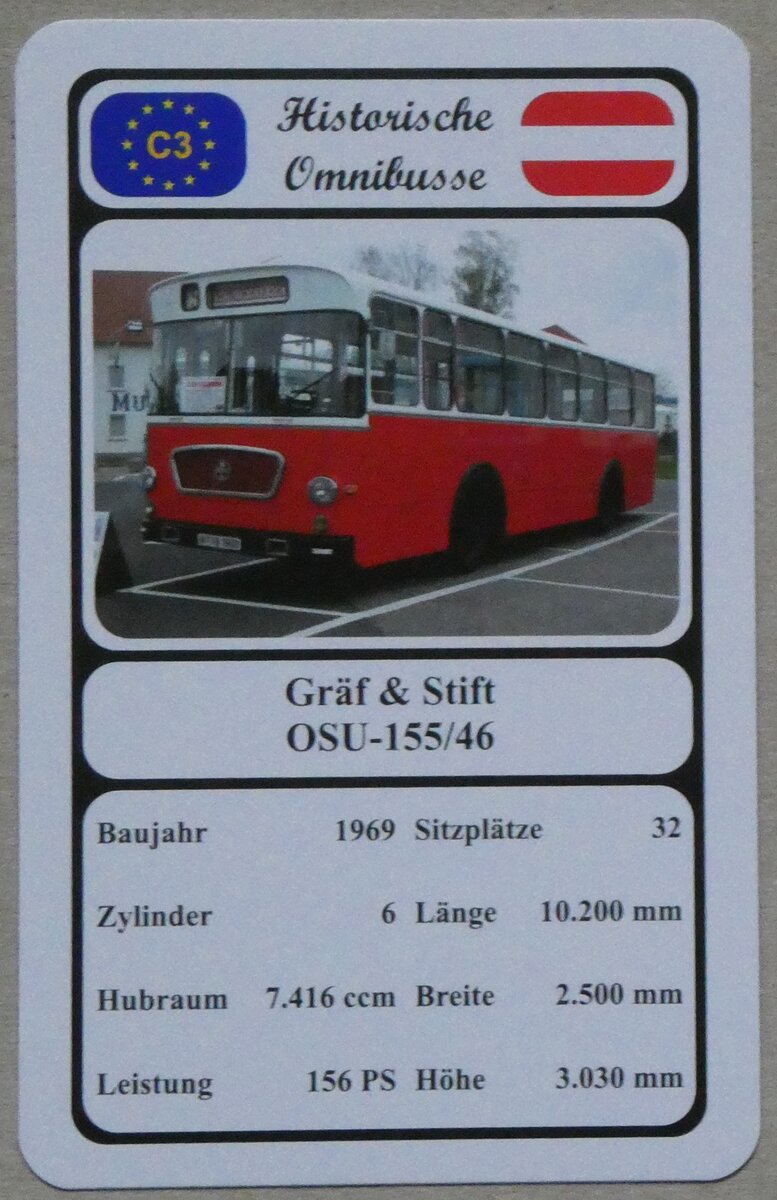 C3
Historische
Omnibusse
MU
Gräf & Stift
OSU-155/46
Baujahr 1969 Sitzplätze 32
Zylinder 6 Länge 10.200 mm
Hubraum 7.416 ccm Breite 2.500 mm
Leistung 156 PS Höhe 3.030 mm